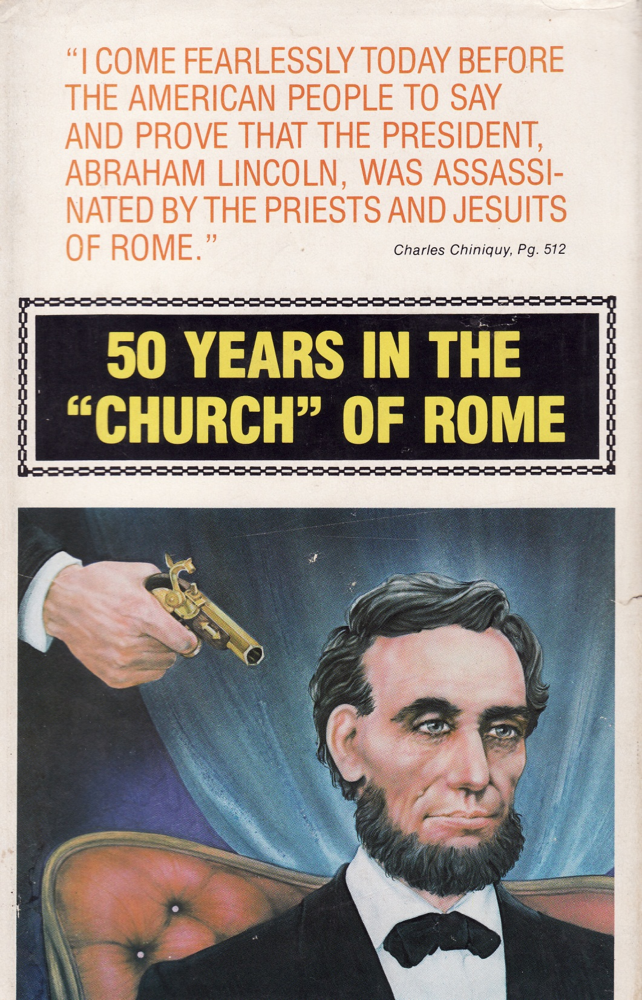 “I COME FEARLESSLY TODAY BEFORE
THE AMERICAN PEOPLE TO SAY
AND PROVE THAT THE PRESIDENT,
ABRAHAM LINCOLN, WAS ASSASSI-
NATED BY THE PRIESTS AND JESUITS
OF ROME.”
Charles Chiniquy, Pg. 512
50 YEARS IN THE
“CHURCH” OF ROME